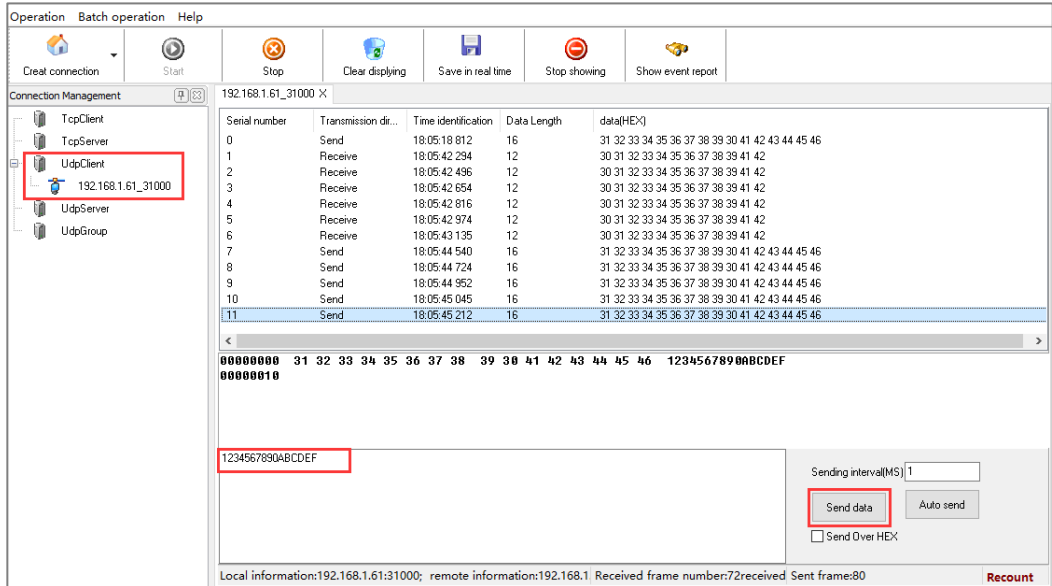 Operation Batch operation Help
Creat connection Start Stop Clear displying Save in real time Stop showing Show event report
Connection Management
TcpClient
TcpServer
UdpClient
192.168.1.61_31000
UdpServer
UdpGroup
192.168.1.61_31000 X
Serial number Transmission dir... Time identification Data Length data(HEX)
0 Send 18:05:18 812 16 31 32 33 34 35 36 37 38 39 30 41 42 43 44 45 46
1 Receive 18:05:42 294 12 30 31 32 33 34 35 36 37 38 39 41 42
2 Receive 18:05:42 496 12 30 31 32 33 34 35 36 37 38 39 41 42
3 Receive 18:05:42 654 12 30 31 32 33 34 35 36 37 38 39 41 42
4 Receive 18:05:42 816 12 30 31 32 33 34 35 36 37 38 39 41 42
5 Receive 18:05:42 974 12 30 31 32 33 34 35 36 37 38 39 41 42
6 Receive 18:05:43 135 12 30 31 32 33 34 35 36 37 38 39 41 42
7 Send 18:05:44 540 16 31 32 33 34 35 36 37 38 39 30 41 42 43 44 45 46
8 Send 18:05:44 724 16 31 32 33 34 35 36 37 38 39 30 41 42 43 44 45 46
9 Send 18:05:44 952 16 31 32 33 34 35 36 37 38 39 30 41 42 43 44 45 46
10 Send 18:05:45 045 16 31 32 33 34 35 36 37 38 39 30 41 42 43 44 45 46
11 Send 18:05:45 212 16 31 32 33 34 35 36 37 38 39 30 41 42 43 44 45 46
00000000 31 32 33 34 35 36 37 38 39 30 41 42 43 44 45 46 1234567890ABCDEF
00000010
1234567890ABCDEF
Sending interval(MS) 1
Send data Auto send
Send Over HEX
Local information:192.168.1.61:31000; remote information:192.168.1 Received frame number:72received Sent frame:80 Recount